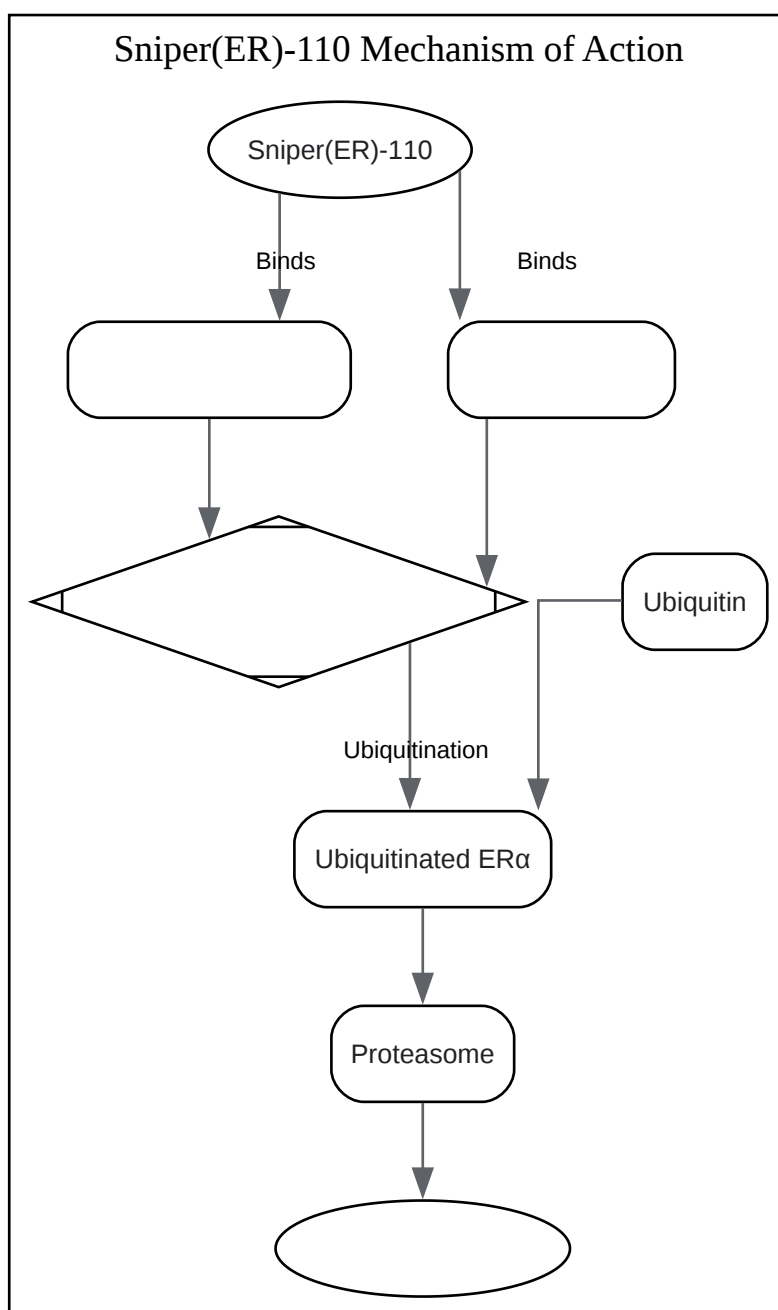 Sniper(ER)-110 Mechanism of Action
Sniper(ER)-110
Binds
Binds
Ubiquitin
Ubiquitination
Ubiquitinated ERα
Proteasome